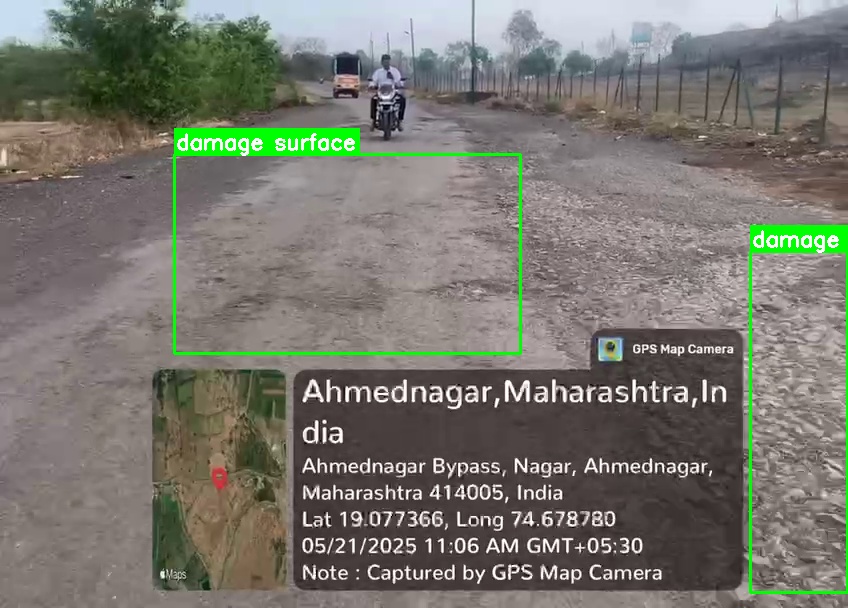 damage surface
damage
GPS Map Camera
Ahmednagar,Maharashtra,In
dia
Ahmednagar Bypass, Nagar, Ahmednagar,
Maharashtra 414005, India
Lat 19.077366, Long 74.678780
05/21/2025 11:06 AM GMT+05:30
Note : Captured by GPS Map Camera
Maps